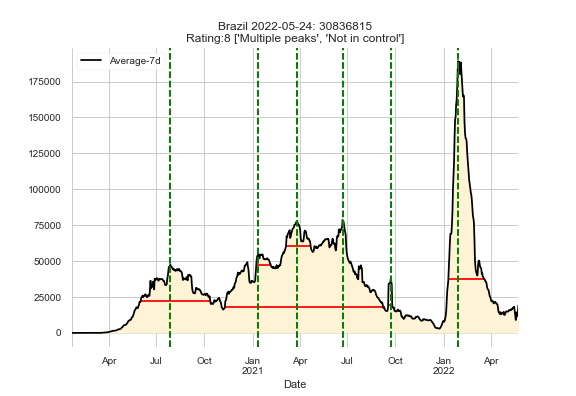 Brazil 2022-05-24: 30836815
Rating:8 ['Multiple peaks', 'Not in control']
Average-7d
175000
150000
125000
100000
75000
50000
25000
0
Apr Jul Oct Jan Apr Jul Oct Jan Apr
2021 2022
Date